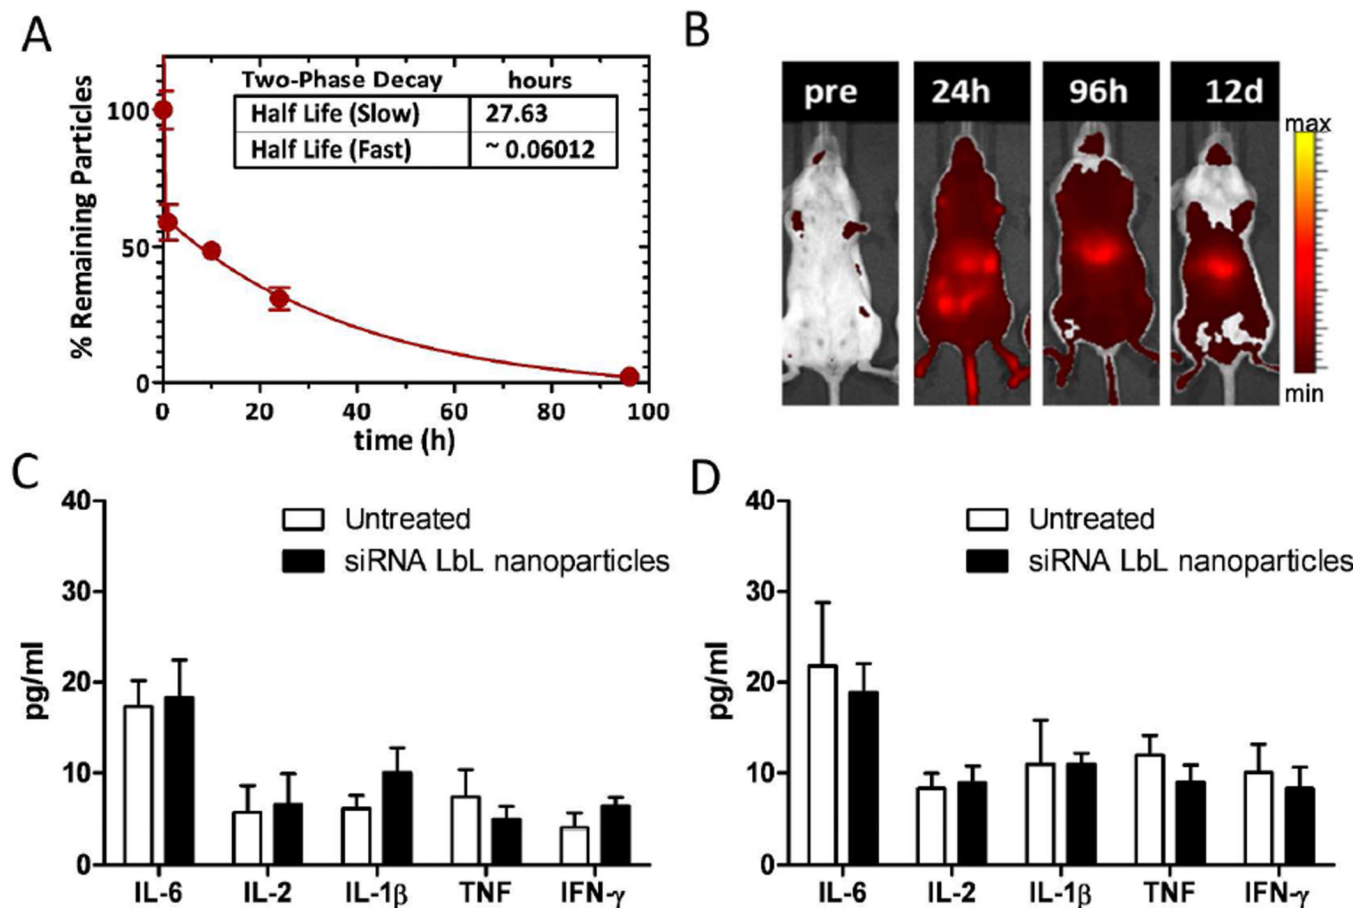 A
% Remaining Particles
100
50
0
Two-Phase Decay hours
Half Life (Slow) 27.63
Half Life (Fast) ~ 0.06012
0 20 40 60 80 100
time (h)
B
pre 24h 96h 12d
max
min
C
pg/ml
40
30
20
10
0
Untreated
siRNA LbL nanoparticles
IL-6 IL-2 IL-1β TNF IFN-γ
D
pg/ml
40
30
20
10
0
Untreated
siRNA LbL nanoparticles
IL-6 IL-2 IL-1β TNF IFN-γ